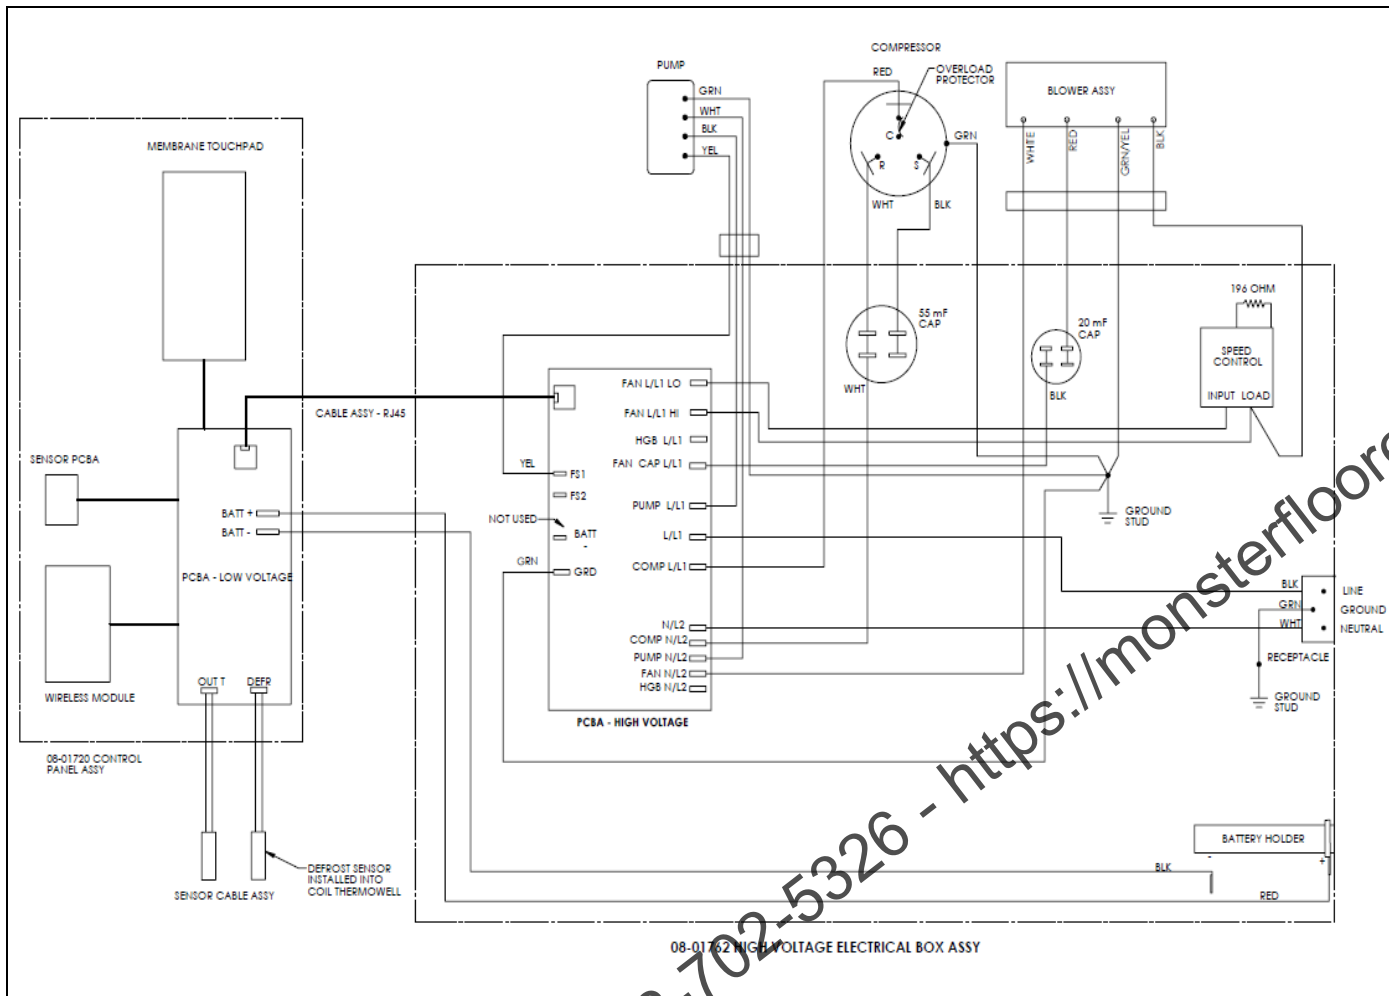 COMPRESSOR
PUMP
RED
OVERLOAD
PROTECTOR
GRN
WHT
BLK
YEL
BLOWER ASSY
C
R
S
GRN
WHITE
RED
GRN/YEL
BLK
WHT
BLK
MEMBRANE TOUCHPAD
196 OHM
55 mF
CAP
20 mF
CAP
SPEED
CONTROL
INPUT LOAD
WHT
BLK
CABLE ASSY - RJ45
FAN L/L1 LO
FAN L/L1 HI
HGB L/L1
FAN CAP L/L1
PUMP L/L1
L/L1
COMP L/L1
N/L2
COMP N/L2
PUMP N/L2
FAN N/L2
HGB N/L2
YEL
FS1
FS2
NOT USED
BATT
-
GRN
GRD
PCBA - HIGH VOLTAGE
SENSOR PCBA
BATT +
BATT -
PCBA - LOW VOLTAGE
WIRELESS MODULE
OUT T
DEFR
08-01720 CONTROL
PANEL ASSY
GROUND
STUD
BLK
LINE
GRN
GROUND
WHT
NEUTRAL
RECEPTACLE
GROUND
STUD
BATTERY HOLDER
-
+
BLK
RED
DEFROST SENSOR
INSTALLED INTO
COIL THERMOWELL
SENSOR CABLE ASSY
08-01762 HIGH VOLTAGE ELECTRICAL BOX ASSY
-702-5326 - https://monsterfloor